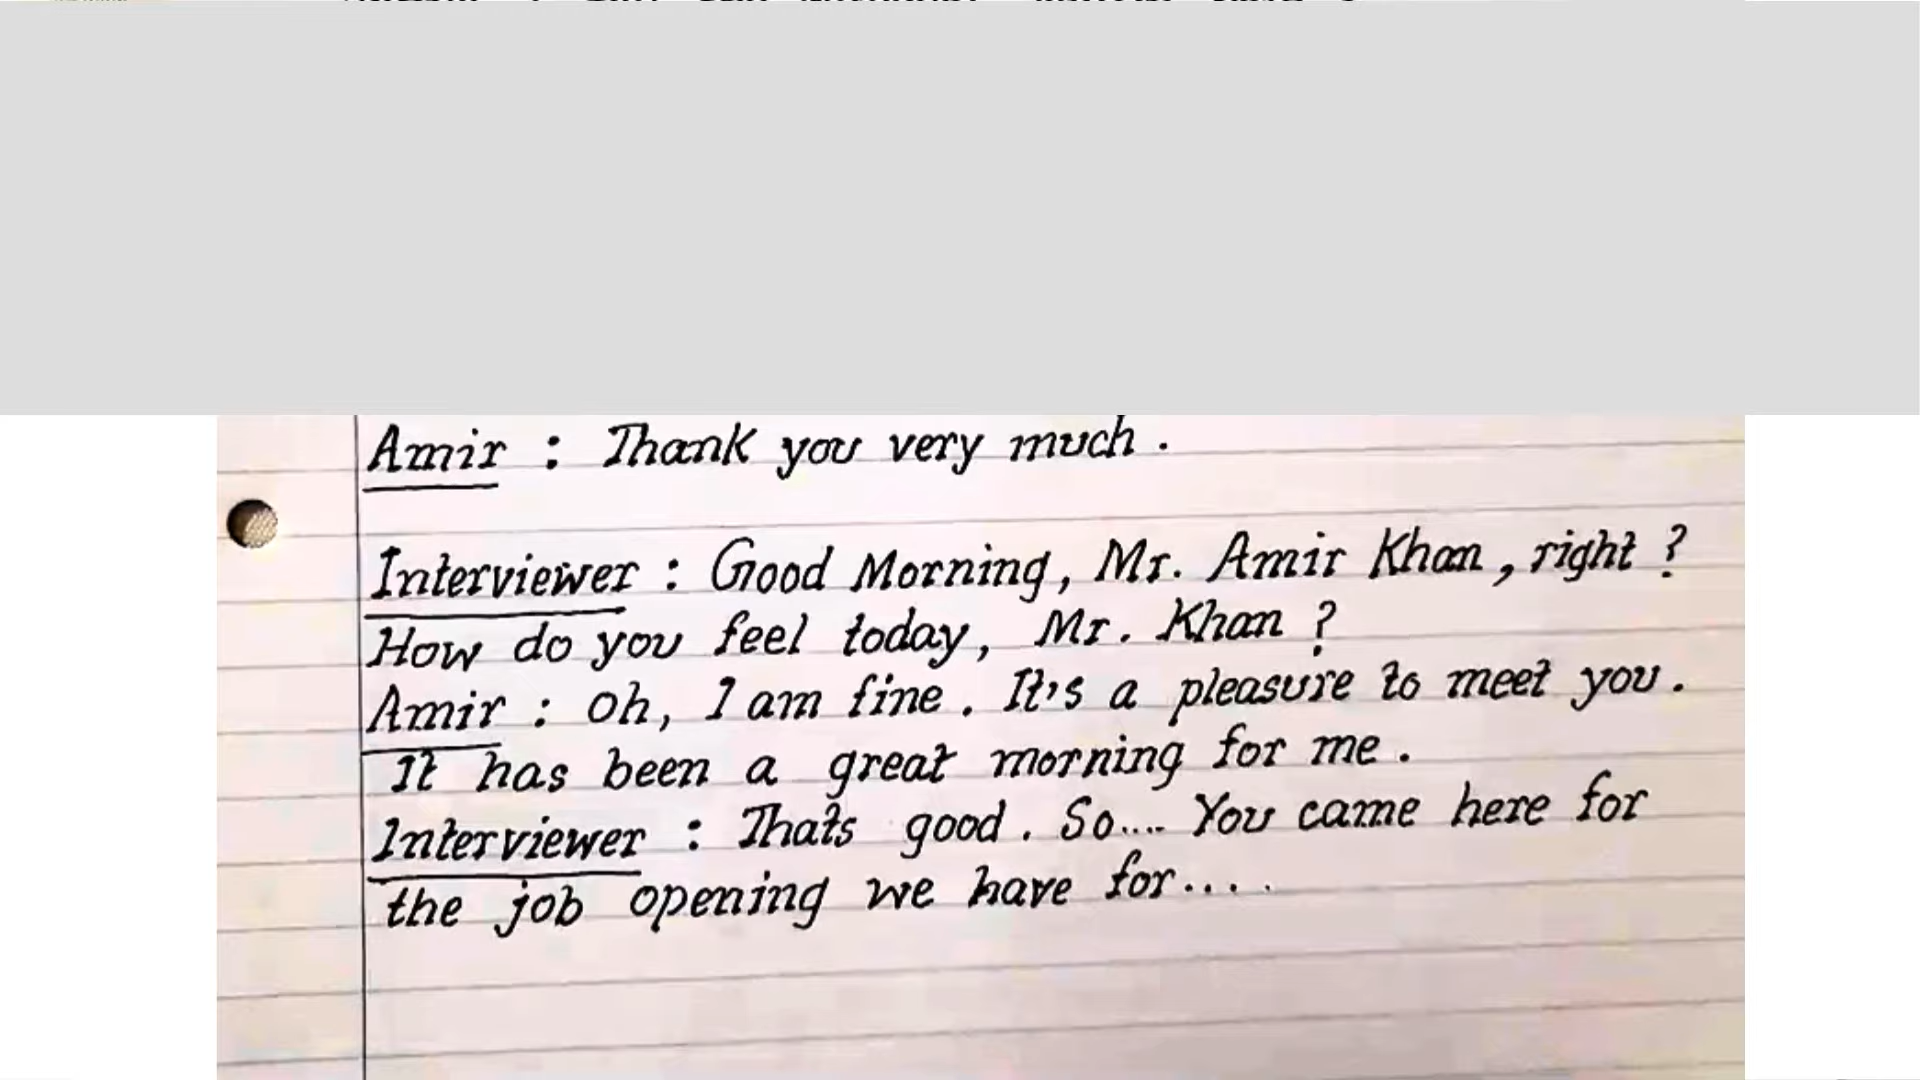 Amir : Thank you very much.
Interviewer : Good Morning, Mr. Amir Khan, right ?
How do you feel today, Mr. Khan ?
Amir : Oh, I am fine. It's a pleasure to meet you.
It has been a great morning for me.
Interviewer : Thats good. So.... You came here for
the job opening we have for....